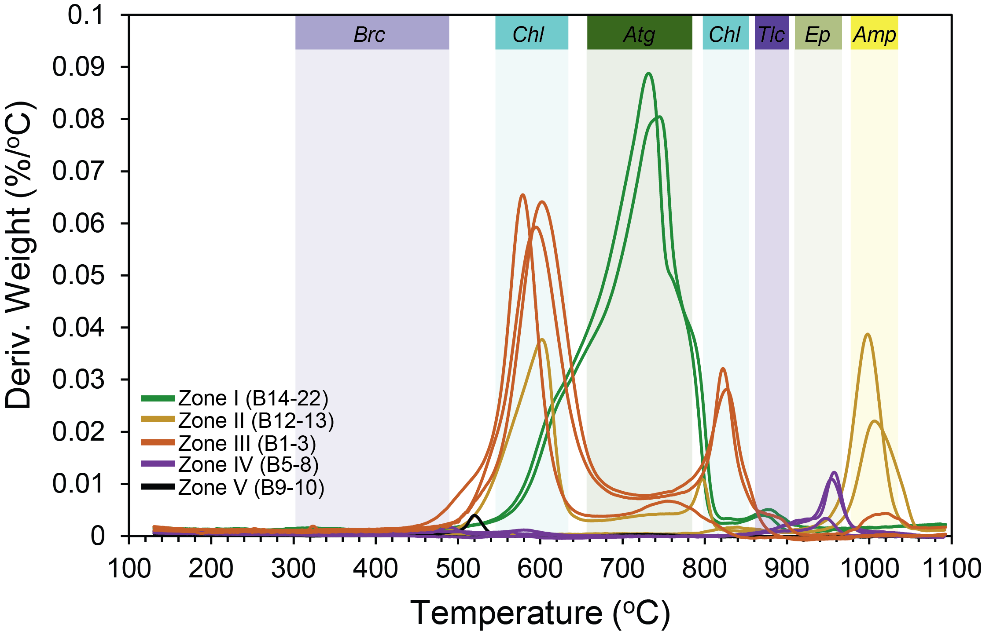 Brc Chl Atg Chl Tlc Ep Amp
0.1
0.09
0.08
0.07
0.06
0.05
0.04
0.03
0.02
0.01
0
Deriv. Weight (%/ºC)
Zone I (B14-22)
Zone II (B12-13)
Zone III (B1-3)
Zone IV (B5-8)
Zone V (B9-10)
100 200 300 400 500 600 700 800 900 1000 1100
Temperature (ºC)